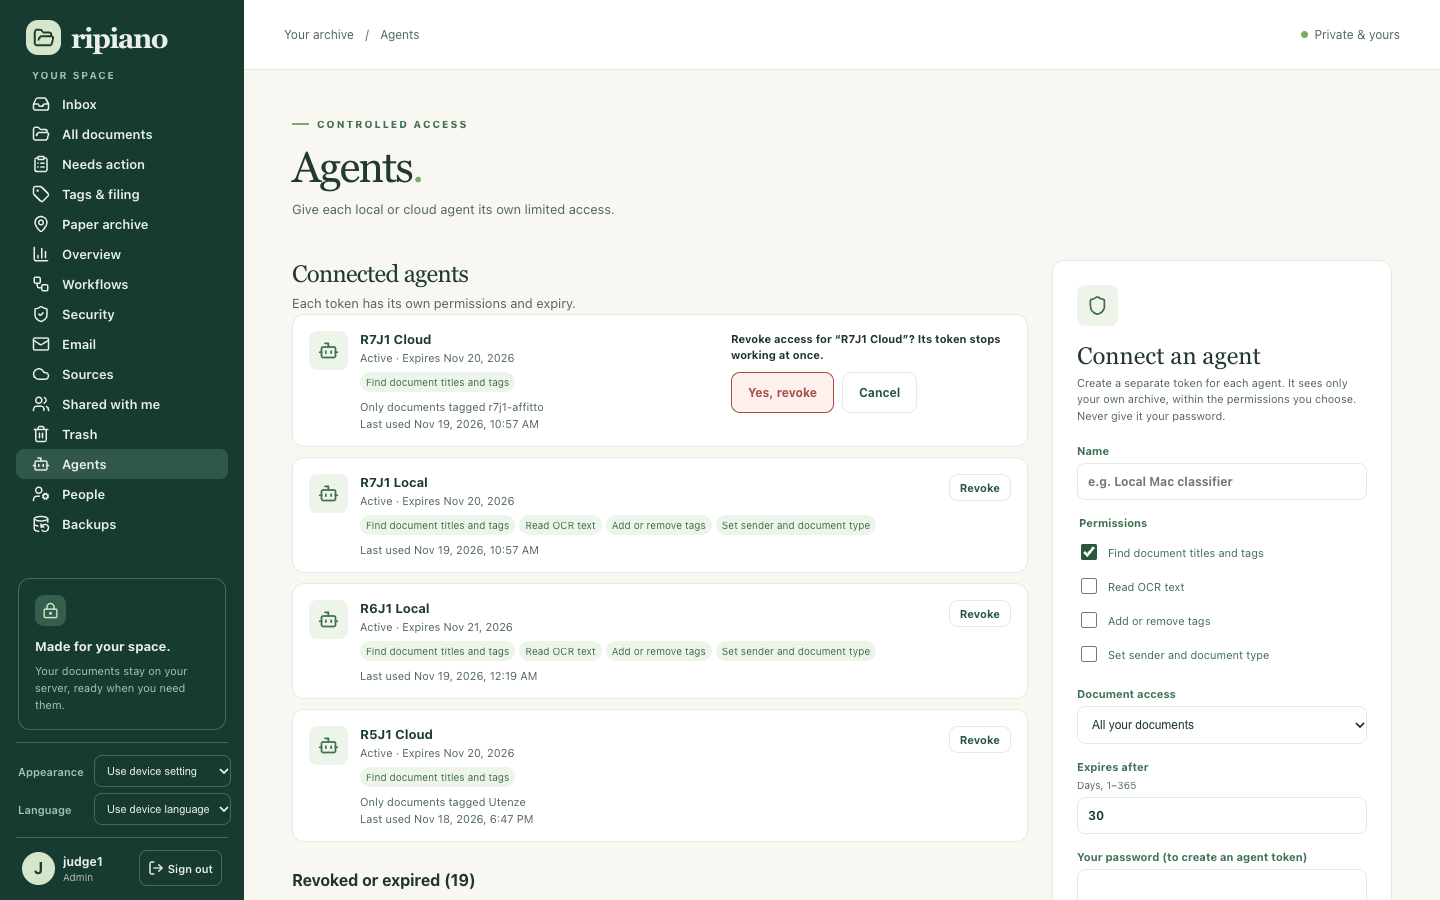 ripiano
YOUR SPACE
Inbox
All documents
Needs action
Tags & filing
Paper archive
Overview
Workflows
Security
Email
Sources
Shared with me
Trash
Agents
People
Backups
Made for your space.
Your documents stay on your
server, ready when you need
them.
Appearance
Use device setting
Language
Use device language
J
judge1
Admin
Sign out
Your archive / Agents
Private & yours
CONTROLLED ACCESS
Agents.
Give each local or cloud agent its own limited access.
Connected agents
Each token has its own permissions and expiry.
R7J1 Cloud
Active · Expires Nov 20, 2026
Find document titles and tags
Only documents tagged r7j1-affitto
Last used Nov 19, 2026, 10:57 AM
Revoke access for “R7J1 Cloud”? Its token stops
working at once.
Yes, revoke
Cancel
R7J1 Local
Active · Expires Nov 20, 2026
Find document titles and tags Read OCR text Add or remove tags Set sender and document type
Last used Nov 19, 2026, 10:57 AM
Revoke
R6J1 Local
Active · Expires Nov 21, 2026
Find document titles and tags Read OCR text Add or remove tags Set sender and document type
Last used Nov 19, 2026, 12:19 AM
Revoke
R5J1 Cloud
Active · Expires Nov 20, 2026
Find document titles and tags
Only documents tagged Utenze
Last used Nov 18, 2026, 6:47 PM
Revoke
Revoked or expired (19)
Connect an agent
Create a separate token for each agent. It sees only
your own archive, within the permissions you choose.
Never give it your password.
Name
e.g. Local Mac classifier
Permissions
Find document titles and tags
Read OCR text
Add or remove tags
Set sender and document type
Document access
All your documents
Expires after
Days, 1–365
30
Your password (to create an agent token)